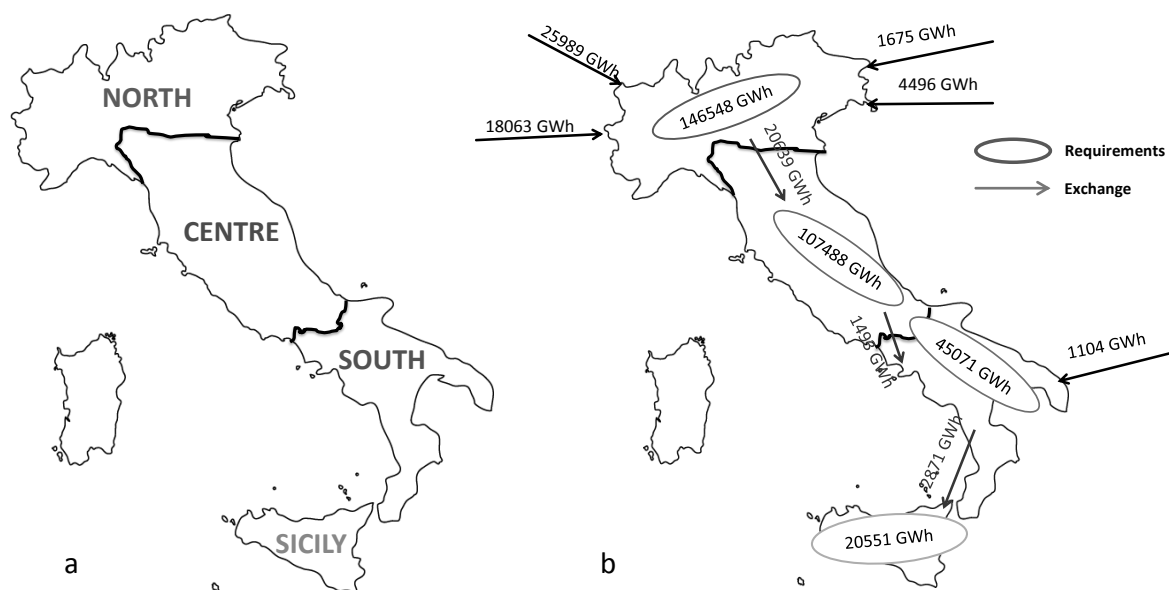 NORTH
CENTRE
SOUTH
SICILY
a
25989 GWh
18063 GWh
1675 GWh
4496 GWh
146548 GWh
20639 GWh
Requirements
Exchange
107488 GWh
GWh
45071 GWh
1104 GWh
2871 GWh
20551 GWh
b